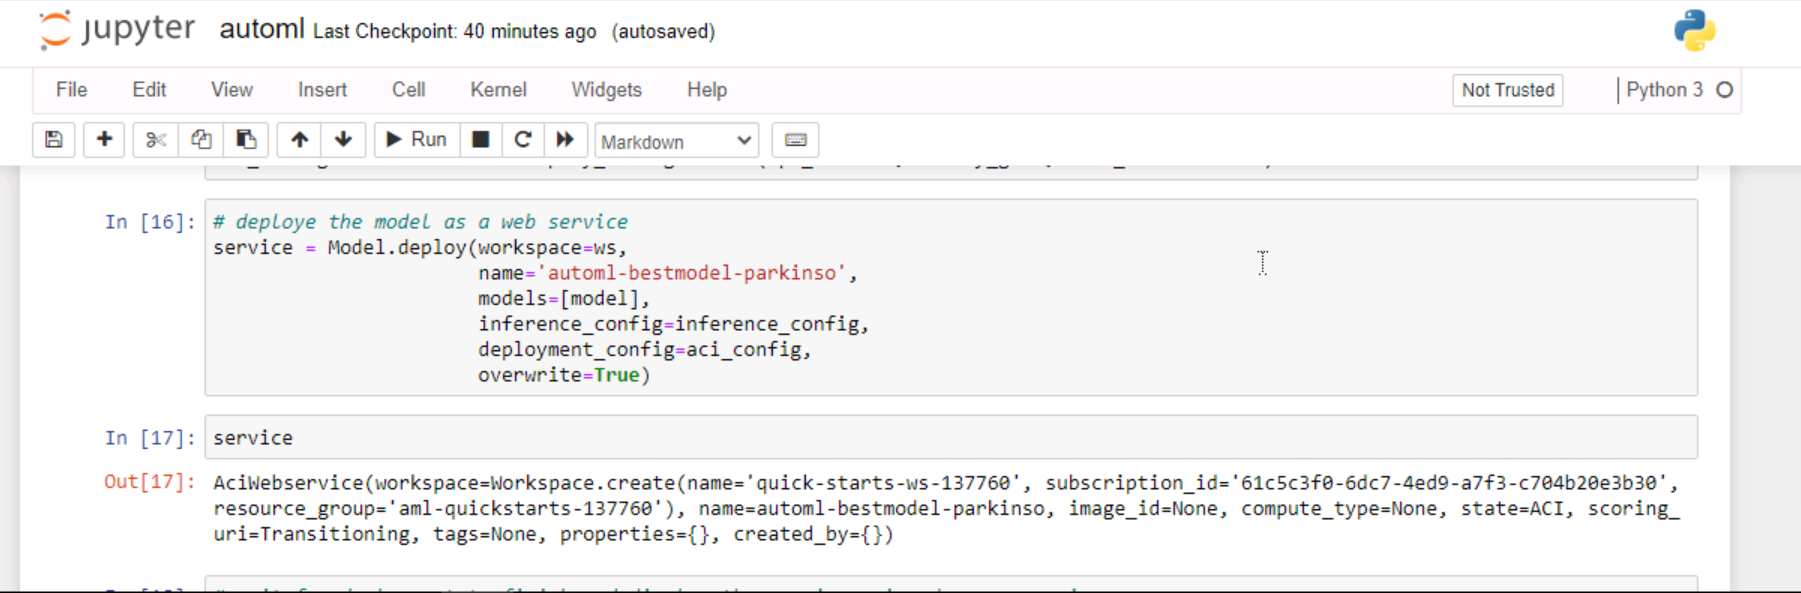 jupyter automl Last Checkpoint: 40 minutes ago (autosaved)
File Edit View Insert Cell Kernel Widgets Help Not Trusted Python 3
Run Markdown
In [16]: # deploye the model as a web service
service = Model.deploy(workspace=ws,
name='automl-bestmodel-parkinso',
models=[model],
inference_config=inference_config,
deployment_config=aci_config,
overwrite=True)
In [17]: service
Out[17]: AciWebservice(workspace=Workspace.create(name='quick-starts-ws-137760', subscription_id='61c5c3f0-6dc7-4ed9-a7f3-c704b20e3b30',
resource_group='aml-quickstarts-137760'), name=automl-bestmodel-parkinso, image_id=None, compute_type=None, state=ACI, scoring_
uri=Transitioning, tags=None, properties={}, created_by={})